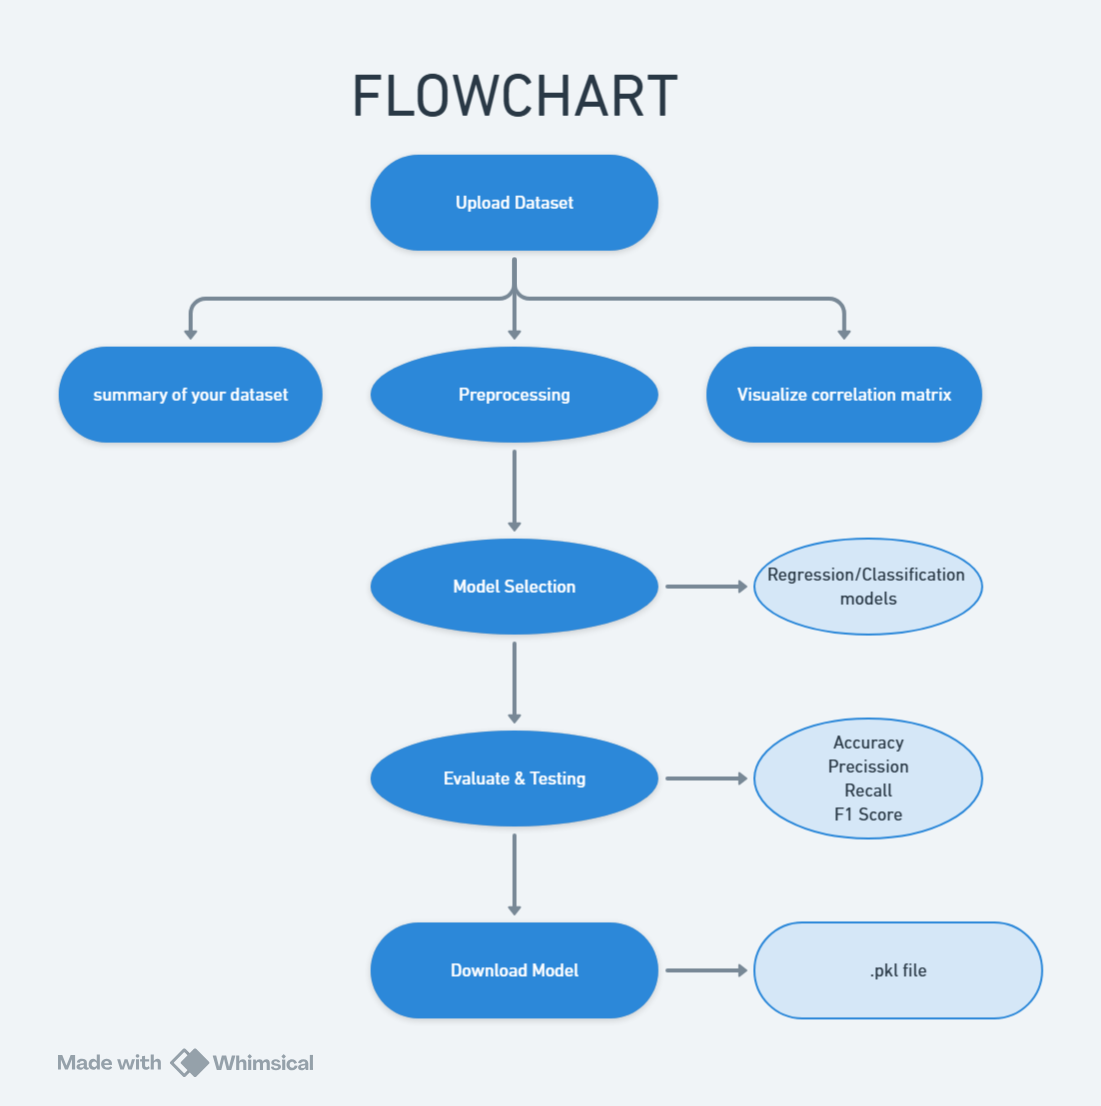 FLOWCHART
Upload Dataset
summary of your dataset
Preprocessing
Visualize correlation matrix
Model Selection
Regression/Classification
models
Evaluate & Testing
Accuracy
Precission
Recall
F1 Score
Download Model
.pkl file
Made with Whimsical